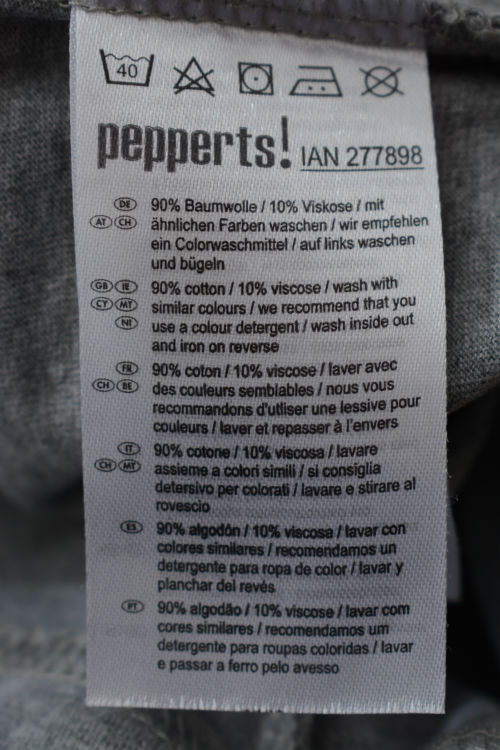 40
pepperts! IAN 277898
DE 90% Baumwolle / 10% Viskose / mit
AT CH ähnlichen Farben waschen / wir empfehlen
ein Colorwaschmittel / auf links waschen
und bügeln
GB IE 90% cotton / 10% viscose / wash with
CY MT similar colours / we recommend that you
NI use a colour detergent / wash inside out
and iron on reverse
FR 90% coton / 10% viscose / laver avec
CH BE des couleurs semblables / nous vous
recommandons d'utliser une lessive pour
couleurs / laver et repasser à l'envers
IT 90% cotone / 10% viscosa / lavare
CH MT assieme a colori simili / si consiglia
detersivo per colorati / lavare e stirare al
rovescio
ES 90% algodón / 10% viscosa / lavar con
colores similares / recomendamos un
detergente para ropa de color / lavar y
planchar del revés
PT 90% algodão / 10% viscose / lavar com
cores similares / recomendamos um
detergente para roupas coloridas / lavar
e passar a ferro pelo avesso